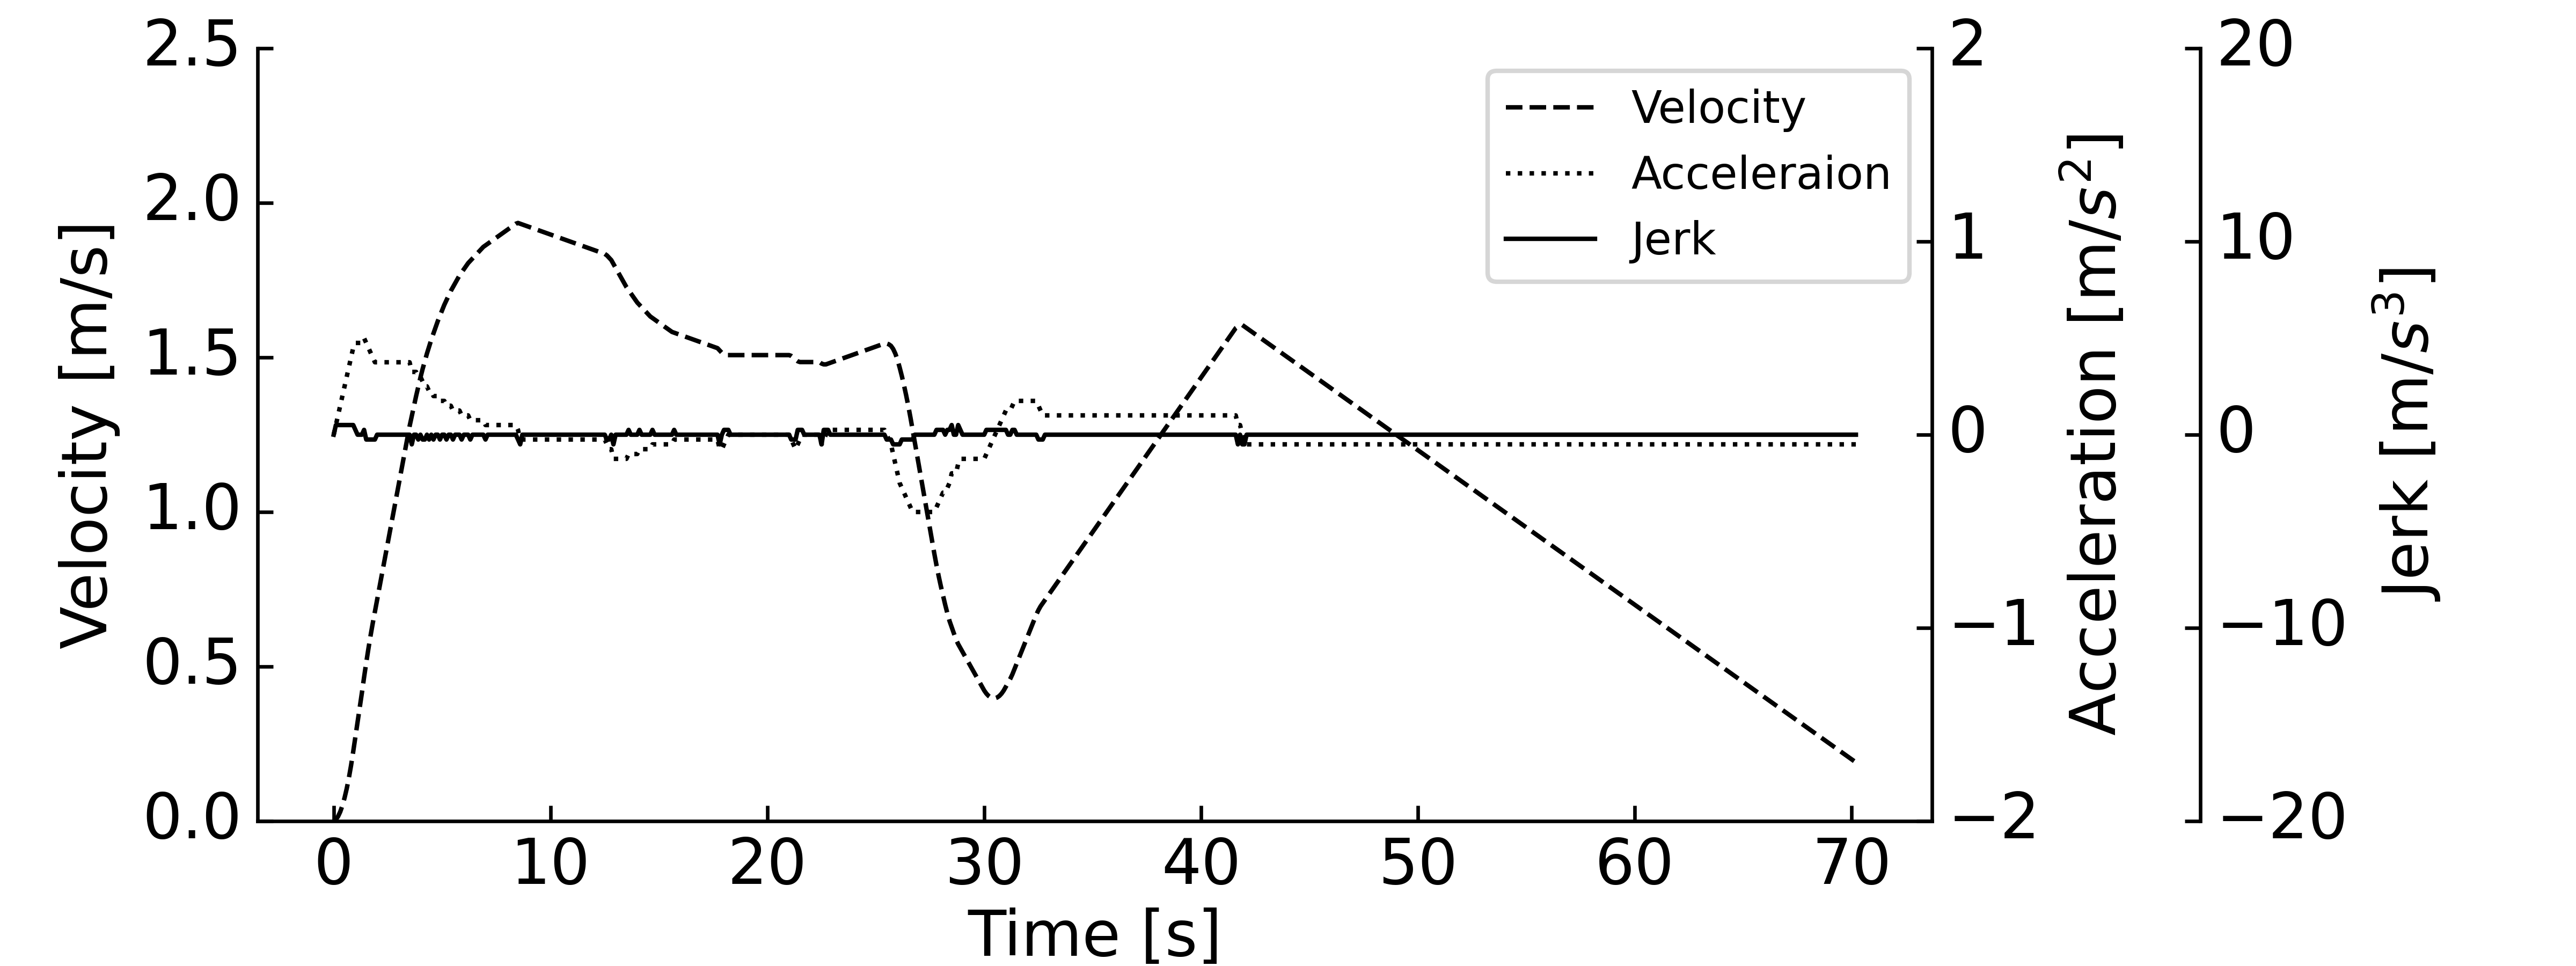 2.5
2.0
1.5
1.0
0.5
0.0
Velocity [m/s]
0 10 20 30 40 50 60 70
Time [s]
Velocity
Acceleraion
Jerk
2
1
0
−1
−2
Acceleration [m/s²]
20
10
0
−10
−20
Jerk [m/s³]